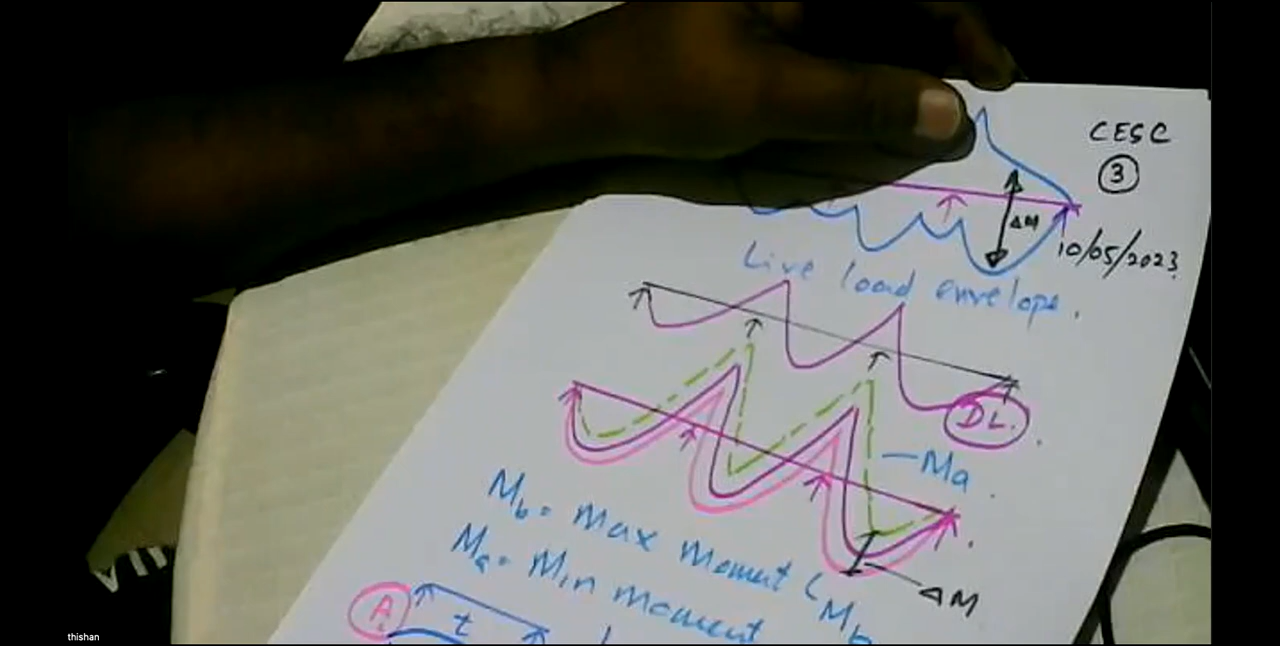 CESC
3
ΔM
10/05/2023
Live load envelope.
DL.
Ma.
Mb = Max Moment (Mb
Ma = Min moment
ΔM
A
t
thishan